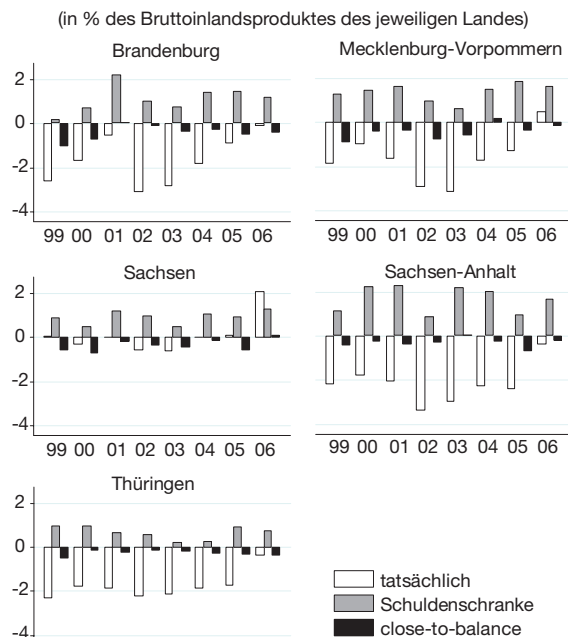 (in % des Bruttoinlandsproduktes des jeweiligen Landes)
Brandenburg
Mecklenburg-Vorpommern
2
0
-2
-4
99 00 01 02 03 04 05 06
99 00 01 02 03 04 05 06
Sachsen
Sachsen-Anhalt
2
0
-2
-4
99 00 01 02 03 04 05 06
99 00 01 02 03 04 05 06
Thüringen
2
0
-2
-4
tatsächlich
Schuldenschranke
close-to-balance